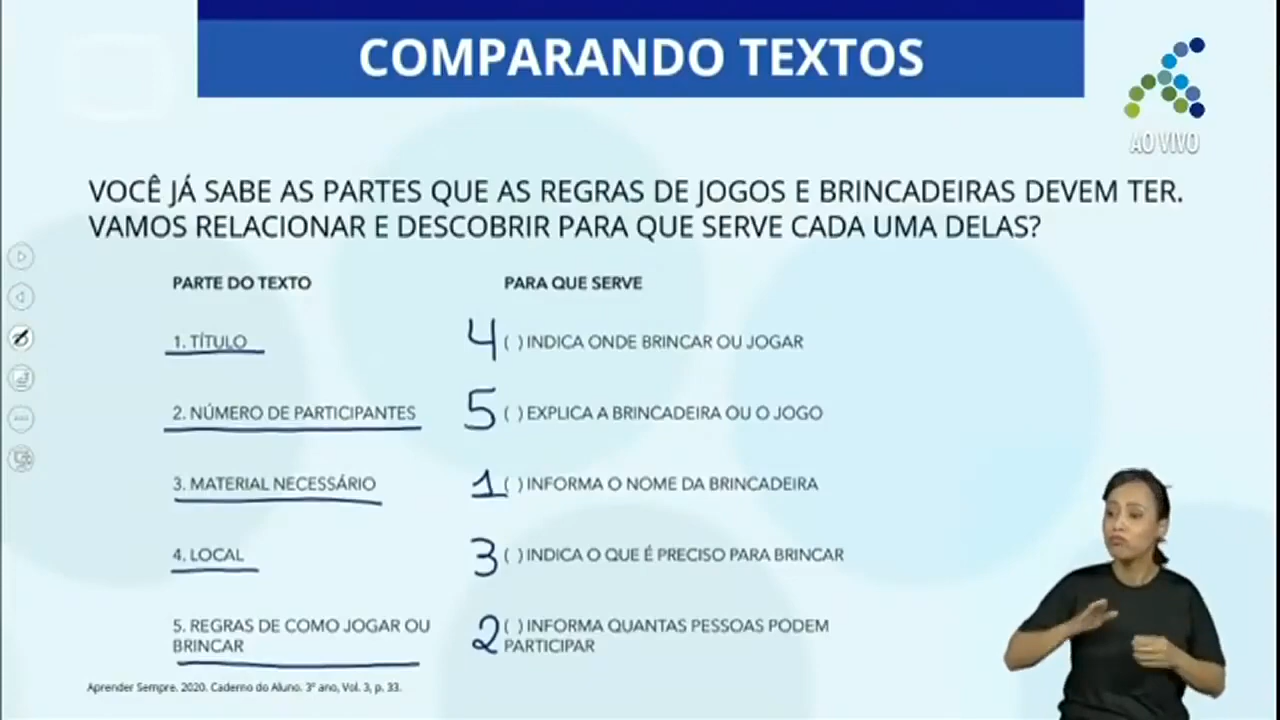 COMPARANDO TEXTOS
AO VIVO
VOCÊ JÁ SABE AS PARTES QUE AS REGRAS DE JOGOS E BRINCADEIRAS DEVEM TER.
VAMOS RELACIONAR E DESCOBRIR PARA QUE SERVE CADA UMA DELAS?
PARTE DO TEXTO PARA QUE SERVE
1. TÍTULO 4 ( ) INDICA ONDE BRINCAR OU JOGAR
2. NÚMERO DE PARTICIPANTES 5 ( ) EXPLICA A BRINCADEIRA OU O JOGO
3. MATERIAL NECESSÁRIO 1 ( ) INFORMA O NOME DA BRINCADEIRA
4. LOCAL 3 ( ) INDICA O QUE É PRECISO PARA BRINCAR
5. REGRAS DE COMO JOGAR OU 2 ( ) INFORMA QUANTAS PESSOAS PODEM
BRINCAR PARTICIPAR
Aprender Sempre. 2020. Caderno do Aluno. 3º ano, Vol. 3, p. 33.